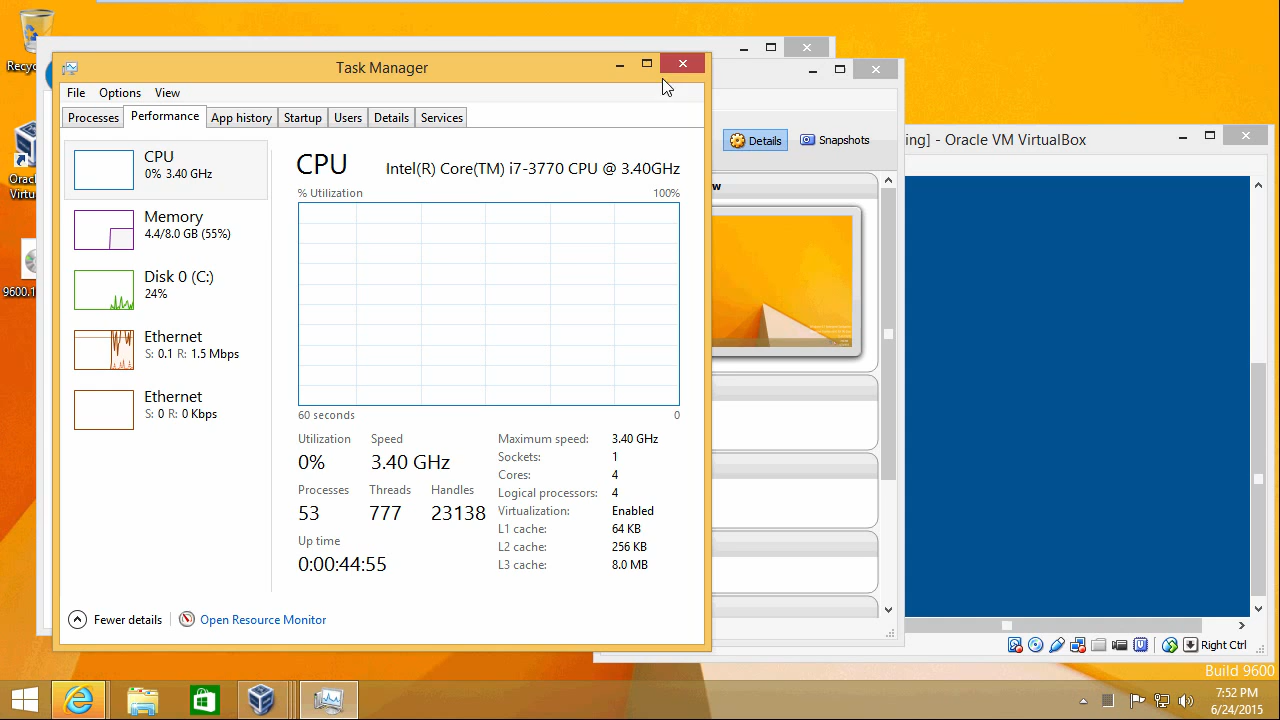 Recyc
Task Manager
File Options View
Processes Performance App history Startup Users Details Services
CPU
0% 3.40 GHz
Memory
4.4/8.0 GB (55%)
Disk 0 (C:)
24%
Ethernet
S: 0.1 R: 1.5 Mbps
Ethernet
S: 0 R: 0 Kbps
CPU Intel(R) Core(TM) i7-3770 CPU @ 3.40GHz
% Utilization 100%
60 seconds 0
Utilization Speed
0% 3.40 GHz
Processes Threads Handles
53 777 23138
Up time
0:00:44:55
Maximum speed: 3.40 GHz
Sockets: 1
Cores: 4
Logical processors: 4
Virtualization: Enabled
L1 cache: 64 KB
L2 cache: 256 KB
L3 cache: 8.0 MB
Fewer details Open Resource Monitor
Details Snapshots
w
ing] - Oracle VM VirtualBox
Orac
Virtu
9600.1
Right Ctrl
Build 9600
7:52 PM
6/24/2015